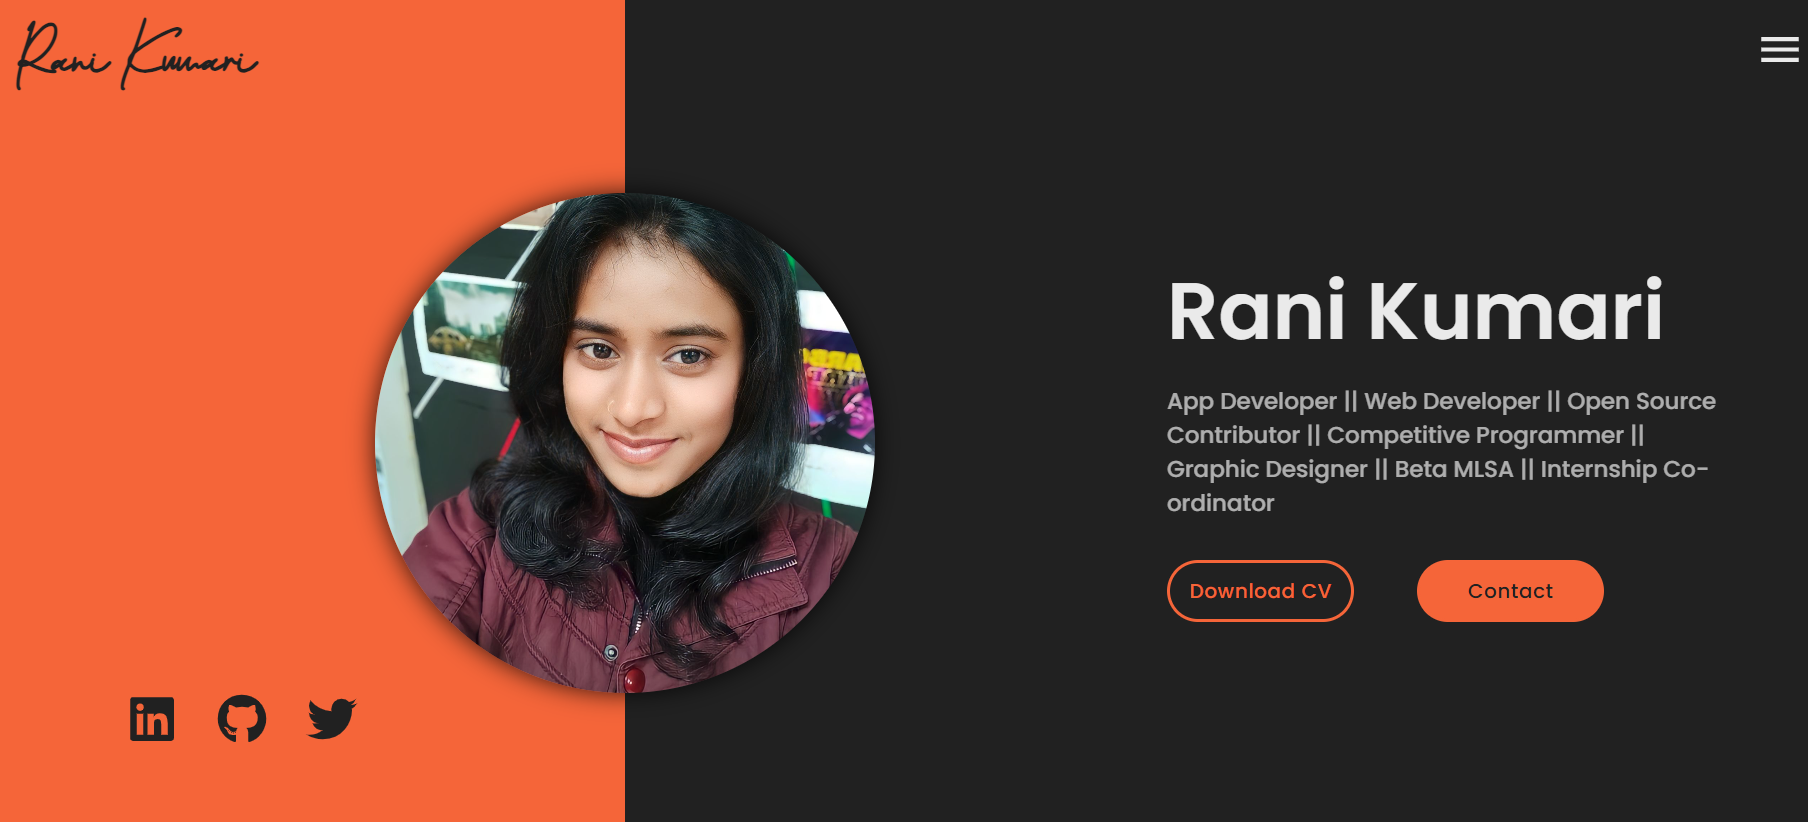 Rani Kumari
Rani Kumari
App Developer || Web Developer || Open Source
Contributor || Competitive Programmer ||
Graphic Designer || Beta MLSA || Internship Co-
ordinator
Download CV
Contact
in